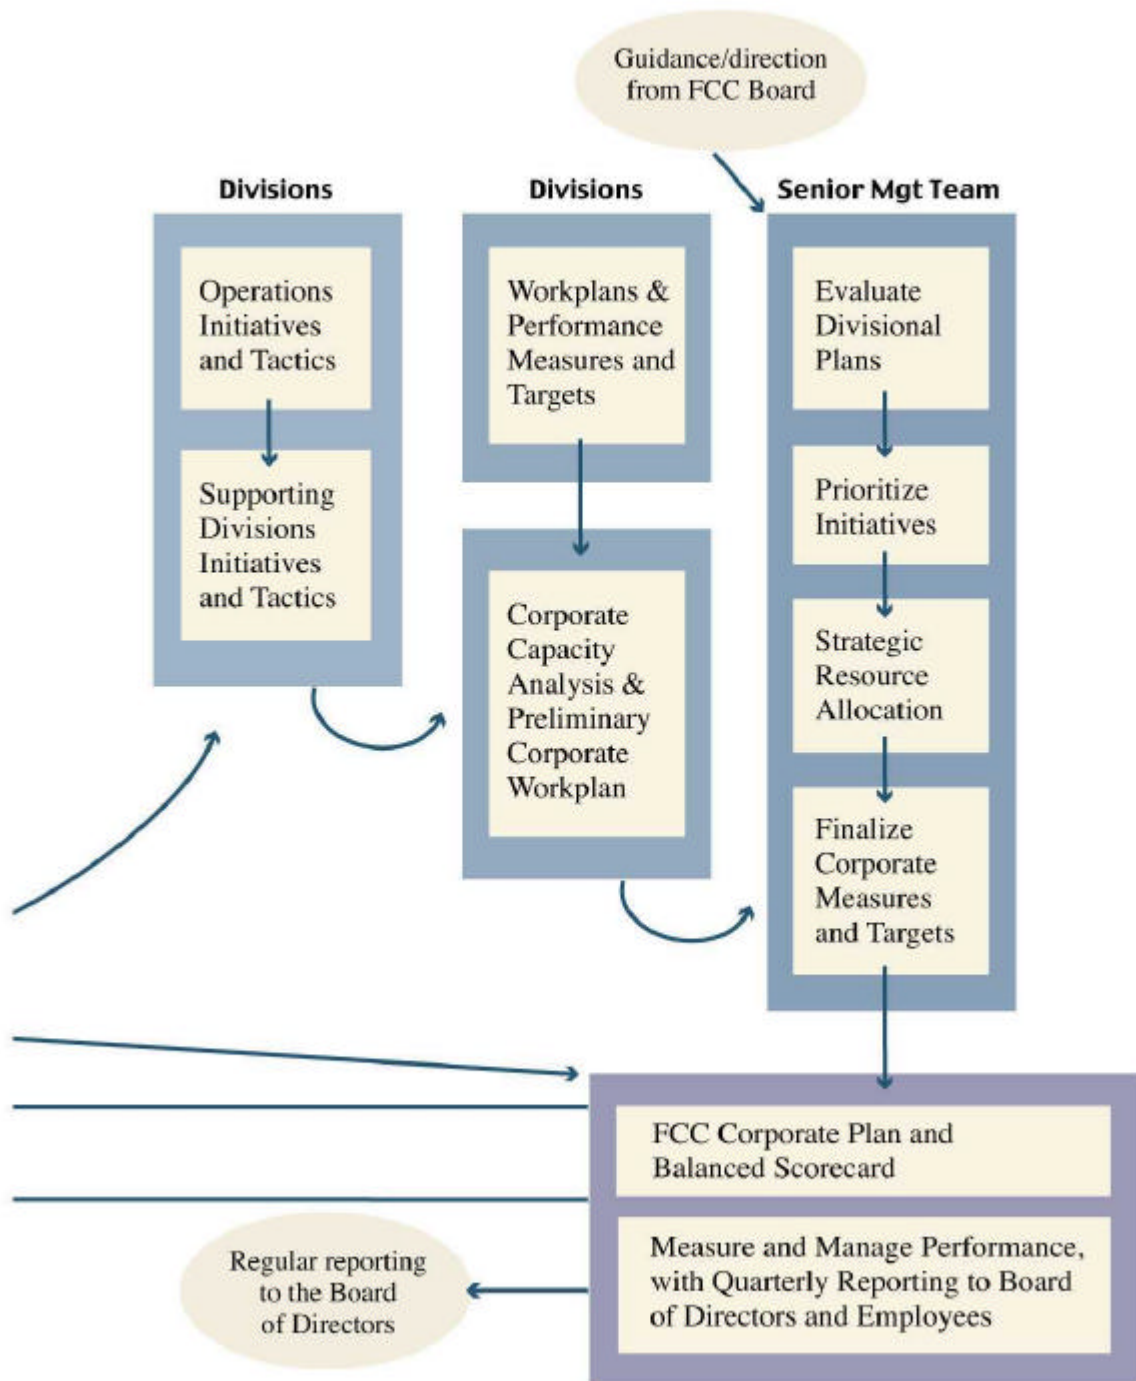 Guidance/direction
from FCC Board
Divisions
Operations
Initiatives
and Tactics
Supporting
Divisions
Initiatives
and Tactics
Divisions
Workplans &
Performance
Measures and
Targets
Corporate
Capacity
Analysis &
Preliminary
Corporate
Workplan
Senior Mgt Team
Evaluate
Divisional
Plans
Prioritize
Initiatives
Strategic
Resource
Allocation
Finalize
Corporate
Measures
and Targets
FCC Corporate Plan and
Balanced Scorecard
Measure and Manage Performance,
with Quarterly Reporting to Board
of Directors and Employees
Regular reporting
to the Board
of Directors